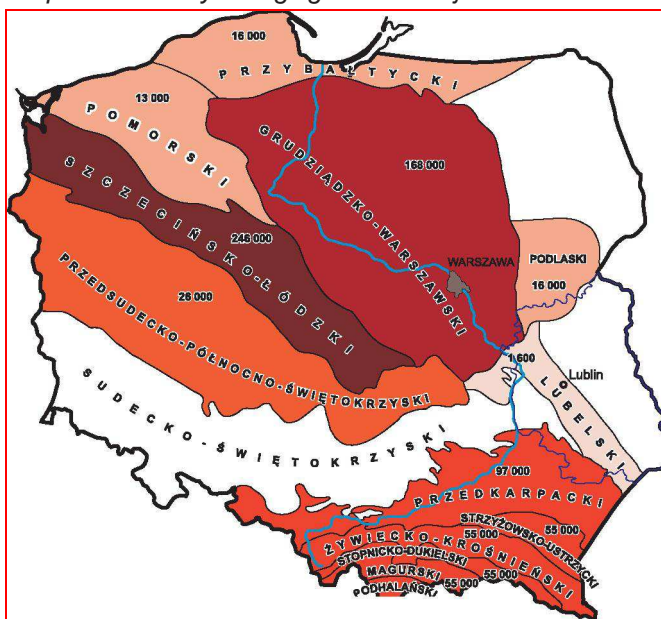 16 000
PRZYBAŁTYCKI
13 000
POMORSKI
GRUDZIĄDZKO-WARSZAWSKI
168 000
SZCZECIŃSKO-ŁÓDZKI
246 000
WARSZAWA
PODLASKI
16 000
PRZEDSUDECKO-PÓŁNOCNO-ŚWIĘTOKRZYSKI
26 000
1 600
Lublin
LUBELSKI
SUDECKO-ŚWIĘTOKRZYSKI
97 000
PRZEDKARPACKI
STRZYŻOWSKO-USTRZYCKI
55 000
55 000
ŻYWIECKO-KROŚNIEŃSKI
STOPNICKO-DUKIELSKI
MAGURSKI
55 000
55 000
PODHALAŃSKI